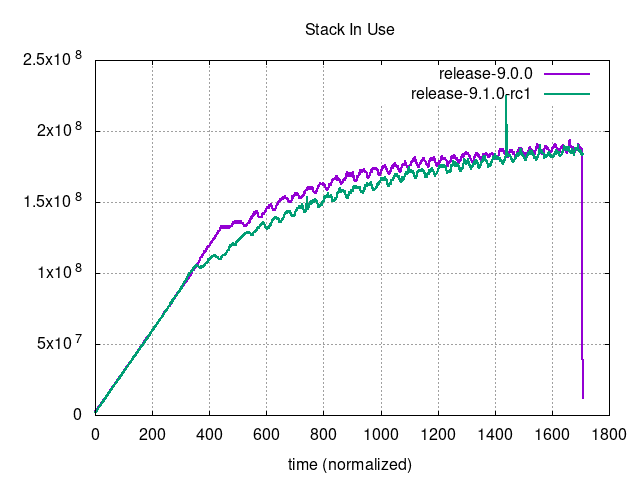 Stack In Use
release-9.0.0
release-9.1.0-rc1
2.5x10^8
2x10^8
1.5x10^8
1x10^8
5x10^7
0
0 200 400 600 800 1000 1200 1400 1600 1800
time (normalized)